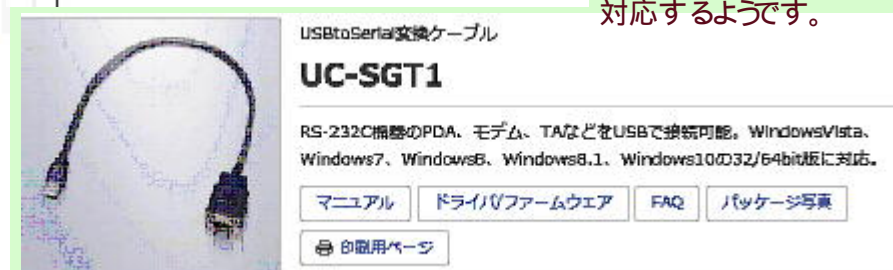 対応するようです。
USBtoSerial変換ケーブル
UC-SGT1
RS-232C機器のPDA、モデム、TAなどをUSBで接続可能。WindowsVista、
Windows7、Windows8、Windows8.1、Windows10の32/64bit版に対応。
マニュアル
ドライバ/ファームウエア
FAQ
パッケージ写真
印刷用ページ